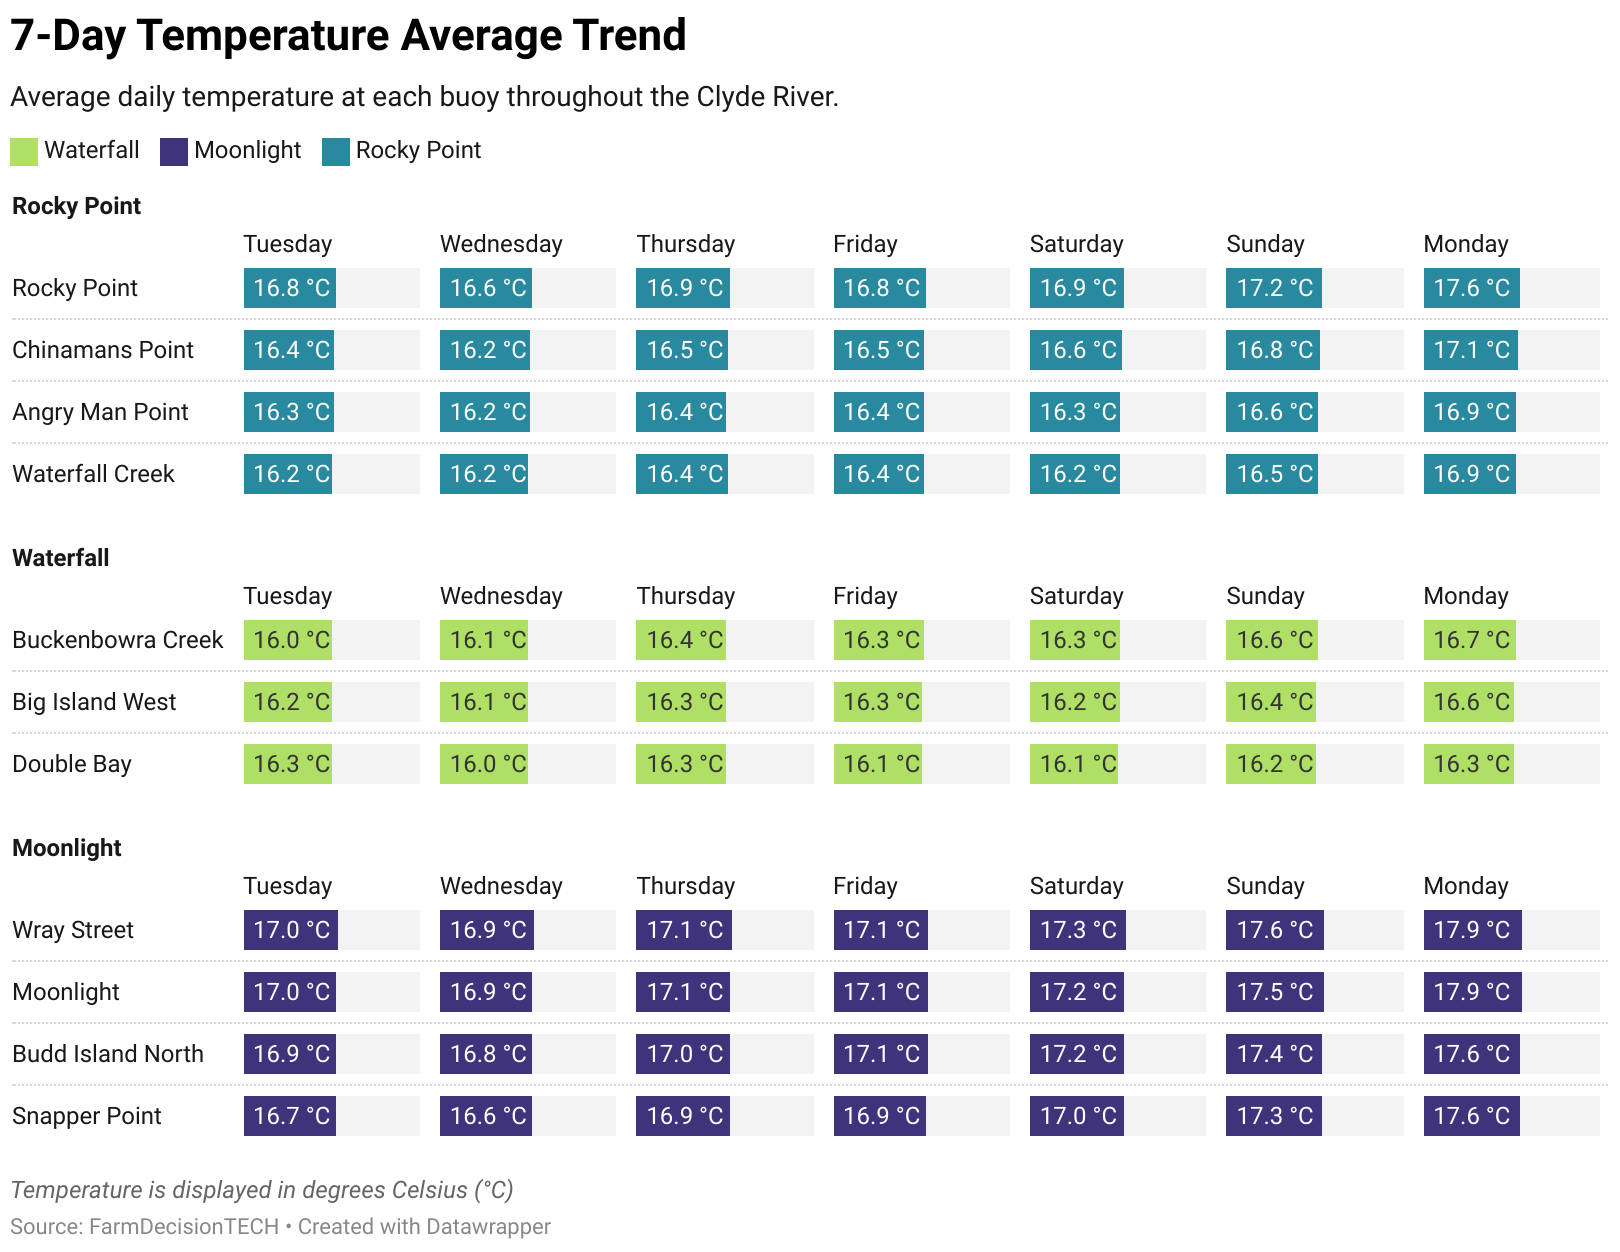 7-Day Temperature Average Trend
Average daily temperature at each buoy throughout the Clyde River.
Waterfall Moonlight Rocky Point
Rocky Point
Tuesday Wednesday Thursday Friday Saturday Sunday Monday
Rocky Point 16.8 °C 16.6 °C 16.9 °C 16.8 °C 16.9 °C 17.2 °C 17.6 °C
Chinamans Point 16.4 °C 16.2 °C 16.5 °C 16.5 °C 16.6 °C 16.8 °C 17.1 °C
Angry Man Point 16.3 °C 16.2 °C 16.4 °C 16.4 °C 16.3 °C 16.6 °C 16.9 °C
Waterfall Creek 16.2 °C 16.2 °C 16.4 °C 16.4 °C 16.2 °C 16.5 °C 16.9 °C
Waterfall
Tuesday Wednesday Thursday Friday Saturday Sunday Monday
Buckenbowra Creek 16.0 °C 16.1 °C 16.4 °C 16.3 °C 16.3 °C 16.6 °C 16.7 °C
Big Island West 16.2 °C 16.1 °C 16.3 °C 16.3 °C 16.2 °C 16.4 °C 16.6 °C
Double Bay 16.3 °C 16.0 °C 16.3 °C 16.1 °C 16.1 °C 16.2 °C 16.3 °C
Moonlight
Tuesday Wednesday Thursday Friday Saturday Sunday Monday
Wray Street 17.0 °C 16.9 °C 17.1 °C 17.1 °C 17.3 °C 17.6 °C 17.9 °C
Moonlight 17.0 °C 16.9 °C 17.1 °C 17.1 °C 17.2 °C 17.5 °C 17.9 °C
Budd Island North 16.9 °C 16.8 °C 17.0 °C 17.1 °C 17.2 °C 17.4 °C 17.6 °C
Snapper Point 16.7 °C 16.6 °C 16.9 °C 16.9 °C 17.0 °C 17.3 °C 17.6 °C
Temperature is displayed in degrees Celsius (°C)
Source: FarmDecisionTECH • Created with Datawrapper